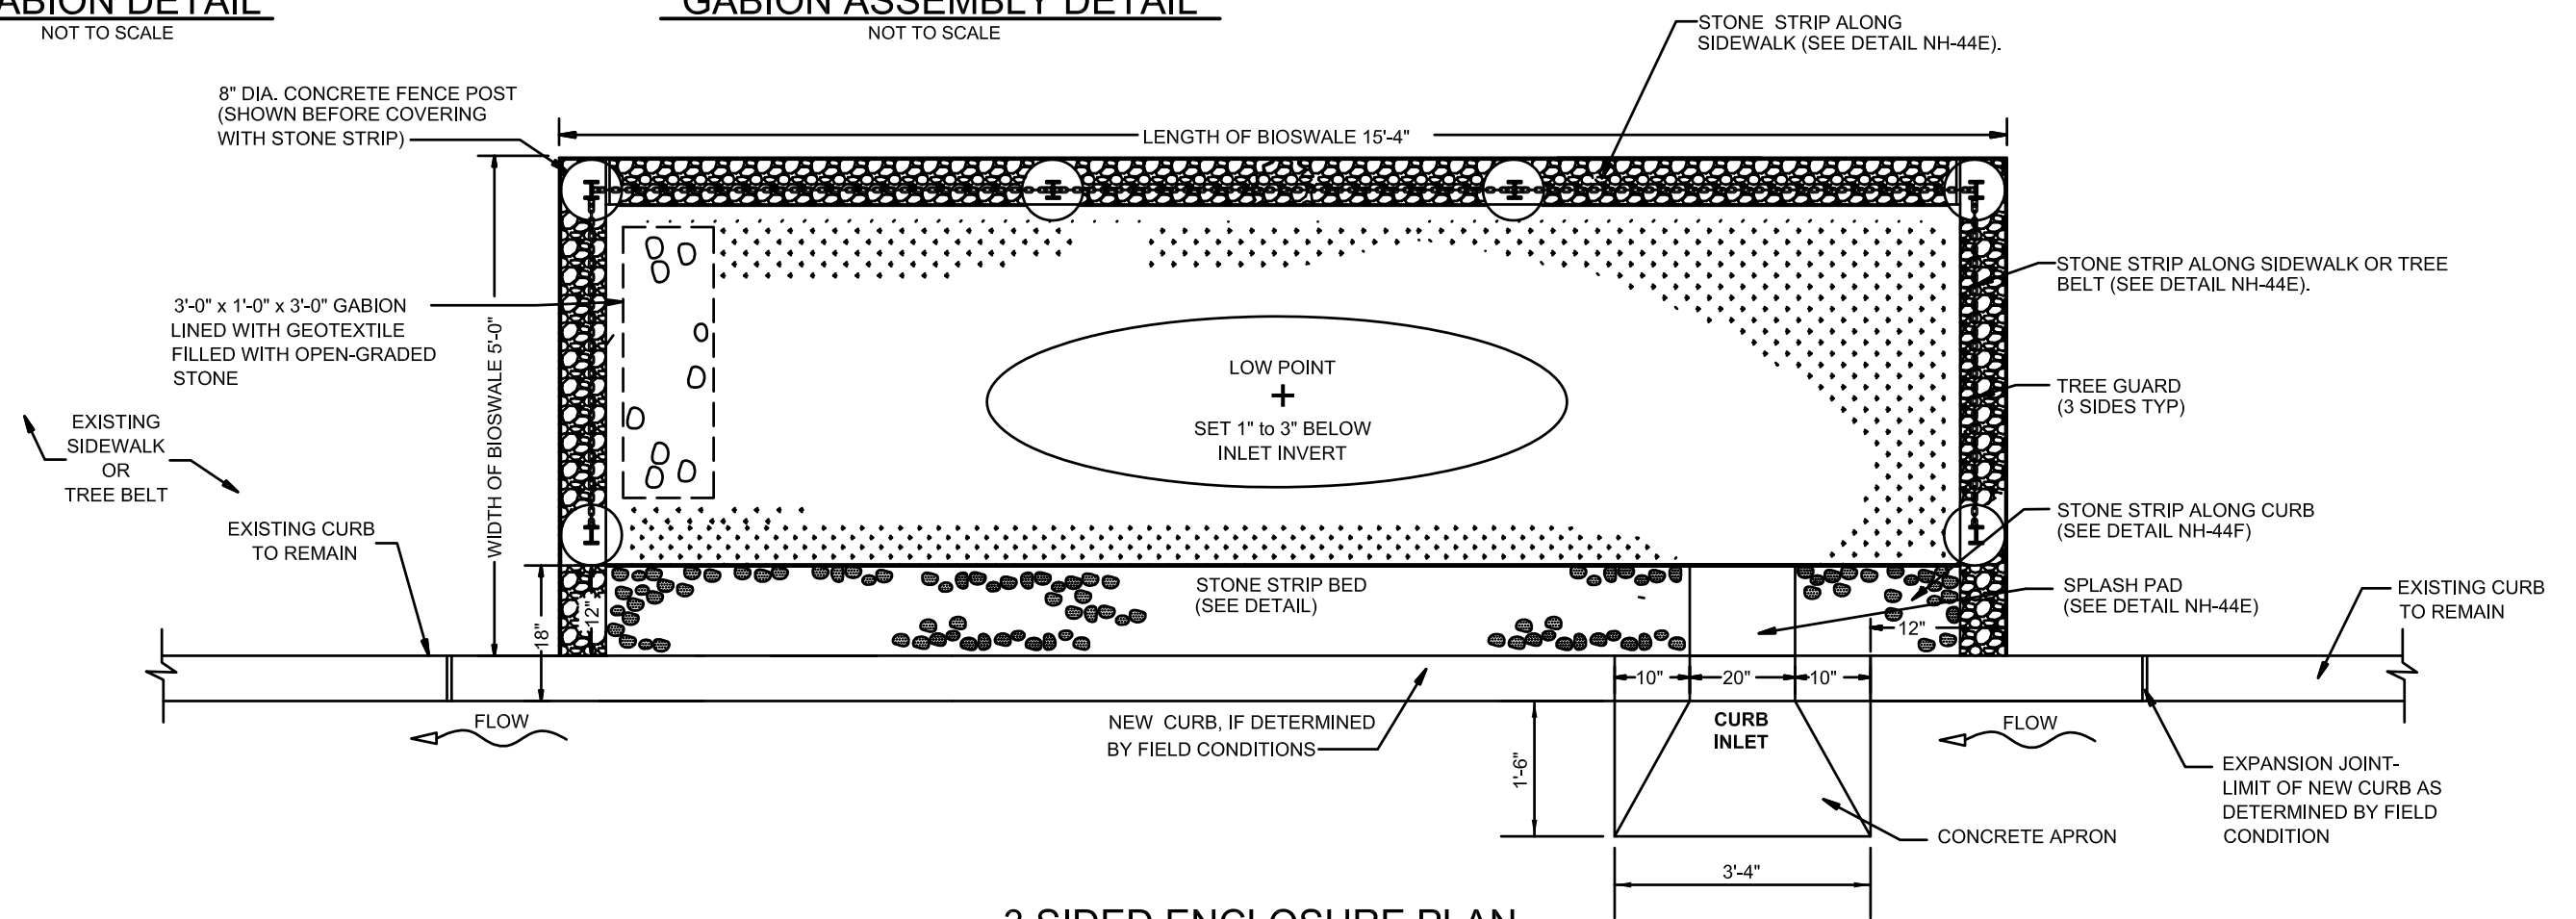 ABION DETAIL
NOT TO SCALE
GABION ASSEMBLY DETAIL
NOT TO SCALE
STONE STRIP ALONG
SIDEWALK (SEE DETAIL NH-44E).
8" DIA. CONCRETE FENCE POST
(SHOWN BEFORE COVERING
WITH STONE STRIP)
LENGTH OF BIOSWALE 15'-4"
3'-0" x 1'-0" x 3'-0" GABION
LINED WITH GEOTEXTILE
FILLED WITH OPEN-GRADED
STONE
WIDTH OF BIOSWALE 5'-0"
LOW POINT
SET 1" to 3" BELOW
INLET INVERT
STONE STRIP ALONG SIDEWALK OR TREE
BELT (SEE DETAIL NH-44E).
TREE GUARD
(3 SIDES TYP)
EXISTING
SIDEWALK
OR
TREE BELT
EXISTING CURB
TO REMAIN
STONE STRIP ALONG CURB
(SEE DETAIL NH-44F)
SPLASH PAD
(SEE DETAIL NH-44E)
EXISTING CURB
TO REMAIN
STONE STRIP BED
(SEE DETAIL)
12"
18"
12"
10"
20"
10"
FLOW
NEW CURB, IF DETERMINED
BY FIELD CONDITIONS
CURB
INLET
1'-6"
FLOW
EXPANSION JOINT-
LIMIT OF NEW CURB AS
DETERMINED BY FIELD
CONDITION
CONCRETE APRON
3'-4"
3 SIDED ENCLOSURE PLAN